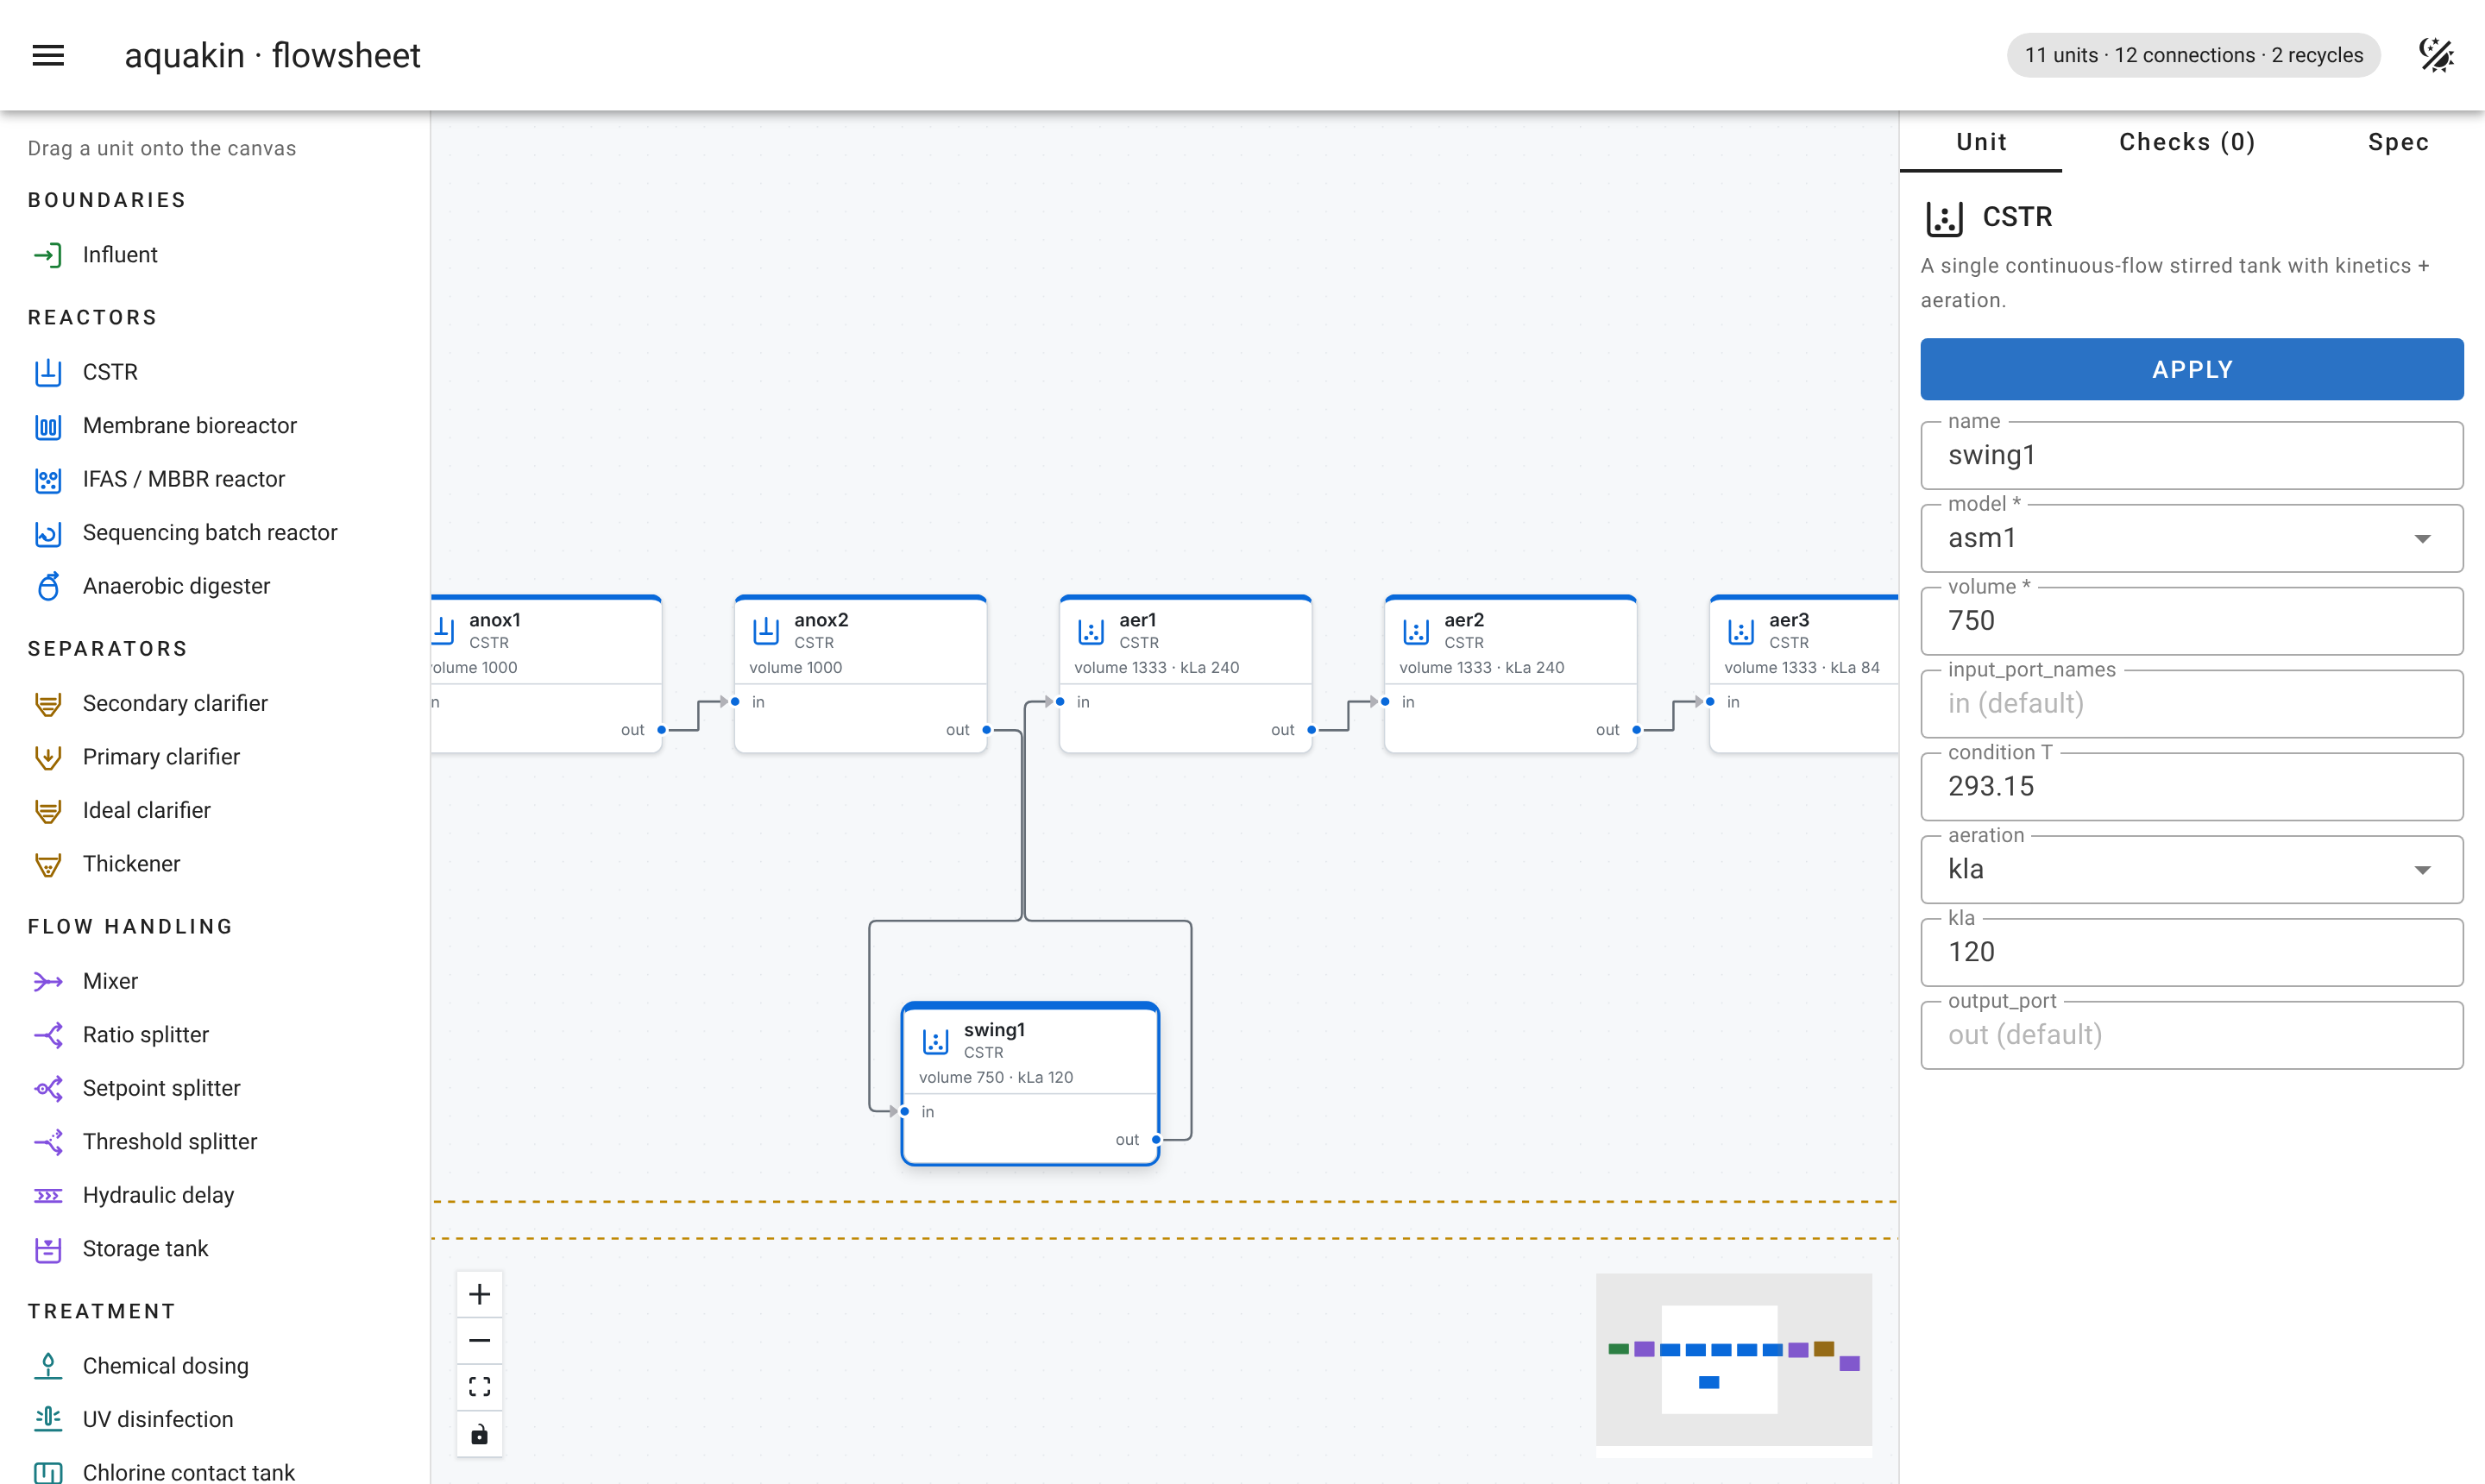 aquakin · flowsheet
11 units · 12 connections · 2 recycles
Drag a unit onto the canvas
BOUNDARIES
Influent
REACTORS
CSTR
Membrane bioreactor
IFAS / MBBR reactor
Sequencing batch reactor
Anaerobic digester
SEPARATORS
Secondary clarifier
Primary clarifier
Ideal clarifier
Thickener
FLOW HANDLING
Mixer
Ratio splitter
Setpoint splitter
Threshold splitter
Hydraulic delay
Storage tank
TREATMENT
Chemical dosing
UV disinfection
Chlorine contact tank
anox1
CSTR
volume 1000
in
out
anox2
CSTR
volume 1000
in
out
aer1
CSTR
volume 1333 · kLa 240
in
out
aer2
CSTR
volume 1333 · kLa 240
in
out
aer3
CSTR
volume 1333 · kLa 84
in
swing1
CSTR
volume 750 · kLa 120
in
out
Unit
Checks (0)
Spec
CSTR
A single continuous-flow stirred tank with kinetics +
aeration.
APPLY
name
swing1
model *
asm1
volume *
750
input_port_names
in (default)
condition T
293.15
aeration
kla
kla
120
output_port
out (default)